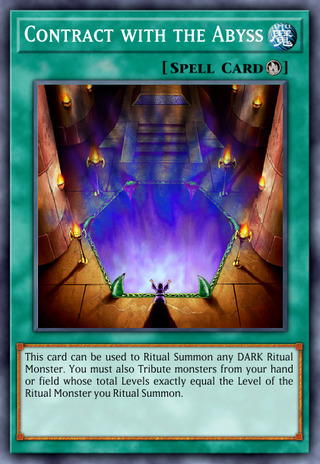 CONTRACT WITH THE ABYSS
魔
[SPELL CARD]
This card can be used to Ritual Summon any DARK Ritual
Monster. You must also Tribute monsters from your hand
or field whose total Levels exactly equal the Level of the
Ritual Monster you Ritual Summon.